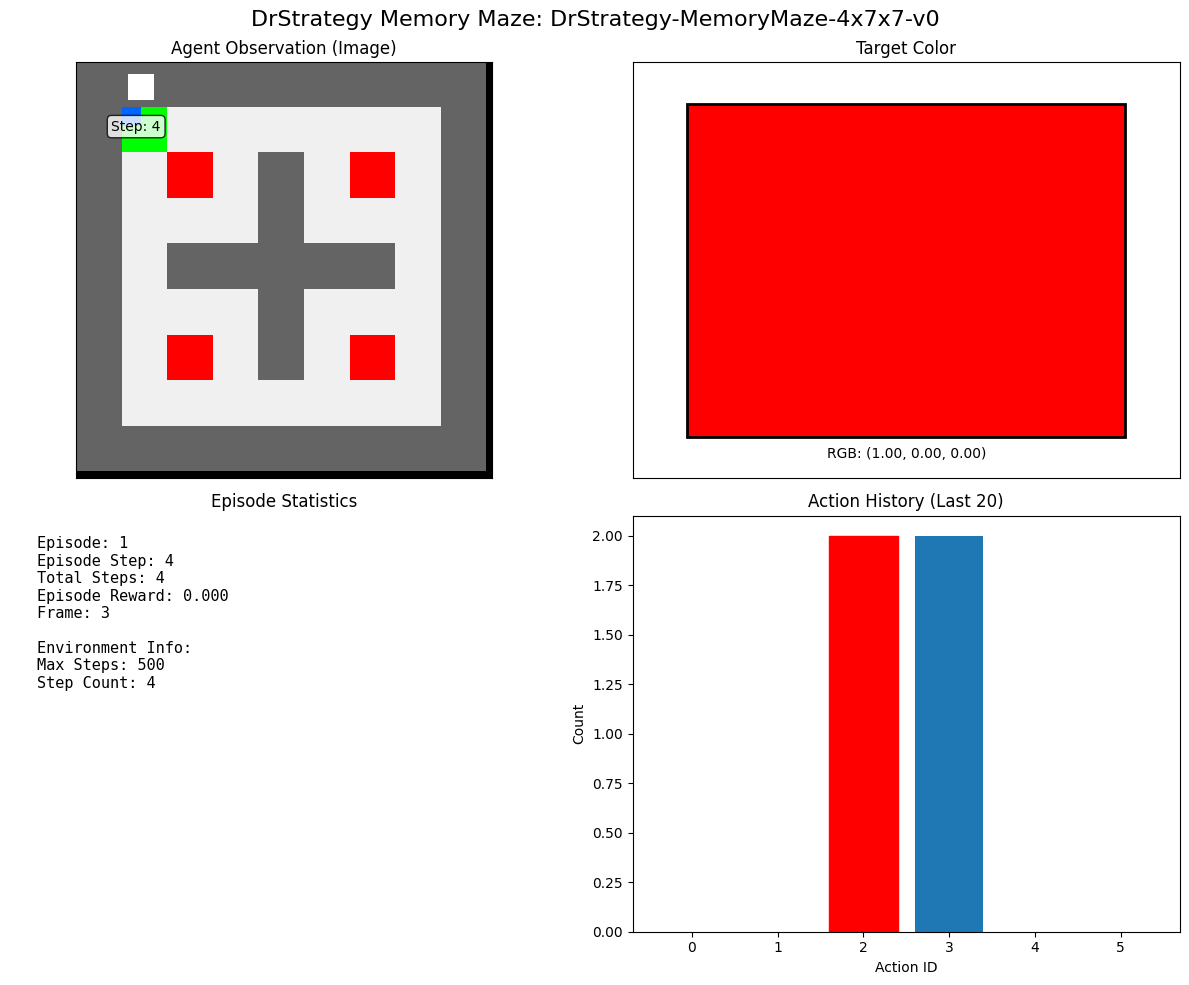 DrStrategy Memory Maze: DrStrategy-MemoryMaze-4x7x7-v0
Agent Observation (Image)
Step: 4
Target Color
RGB: (1.00, 0.00, 0.00)
Episode Statistics
Episode: 1
Episode Step: 4
Total Steps: 4
Episode Reward: 0.000
Frame: 3
Environment Info:
Max Steps: 500
Step Count: 4
Action History (Last 20)
Count
2.00
1.75
1.50
1.25
1.00
0.75
0.50
0.25
0.00
0 1 2 3 4 5
Action ID